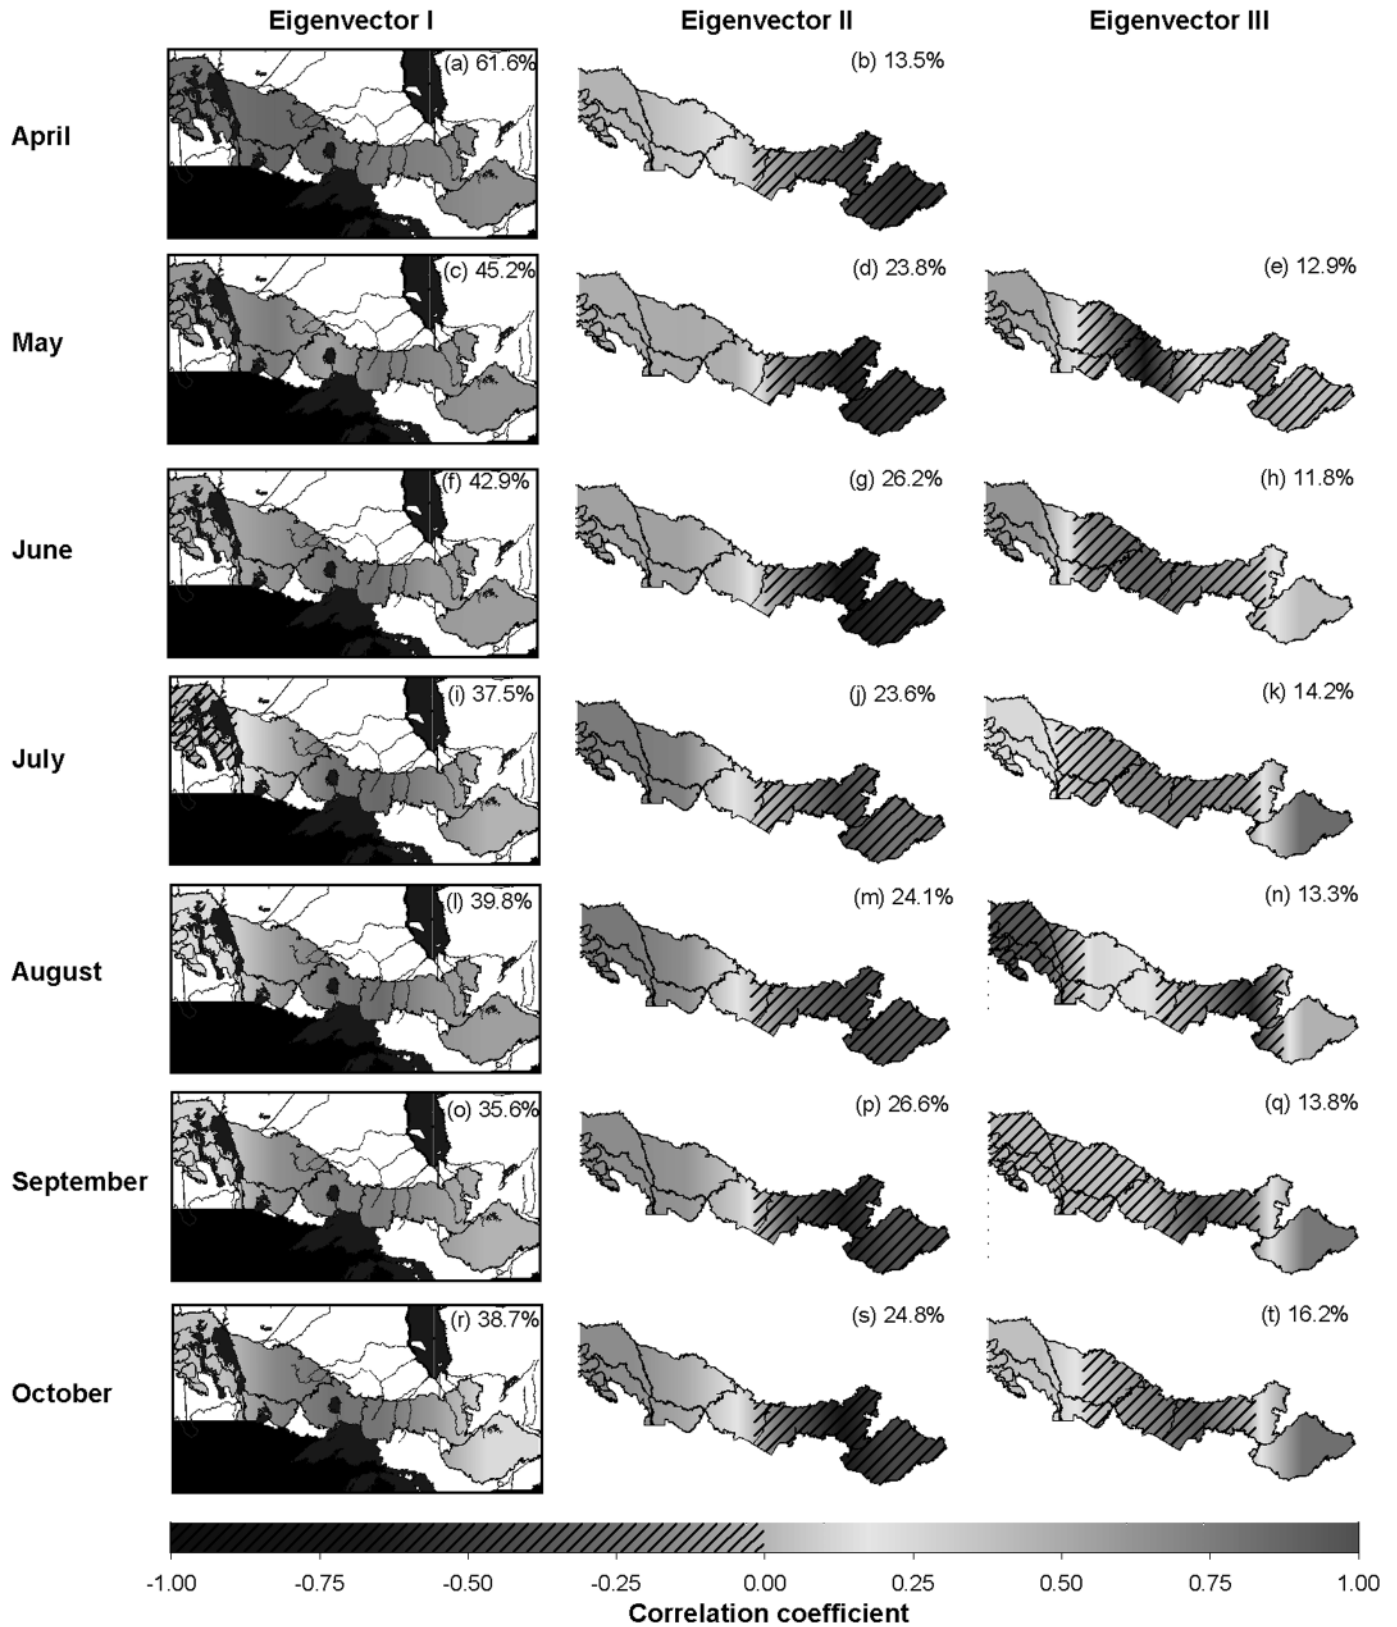 Eigenvector I Eigenvector II Eigenvector III
April (a) 61.6% (b) 13.5%
May (c) 45.2% (d) 23.8% (e) 12.9%
June (f) 42.9% (g) 26.2% (h) 11.8%
July (i) 37.5% (j) 23.6% (k) 14.2%
August (l) 39.8% (m) 24.1% (n) 13.3%
September (o) 35.6% (p) 26.6% (q) 13.8%
October (r) 38.7% (s) 24.8% (t) 16.2%
-1.00 -0.75 -0.50 -0.25 0.00 0.25 0.50 0.75 1.00
Correlation coefficient